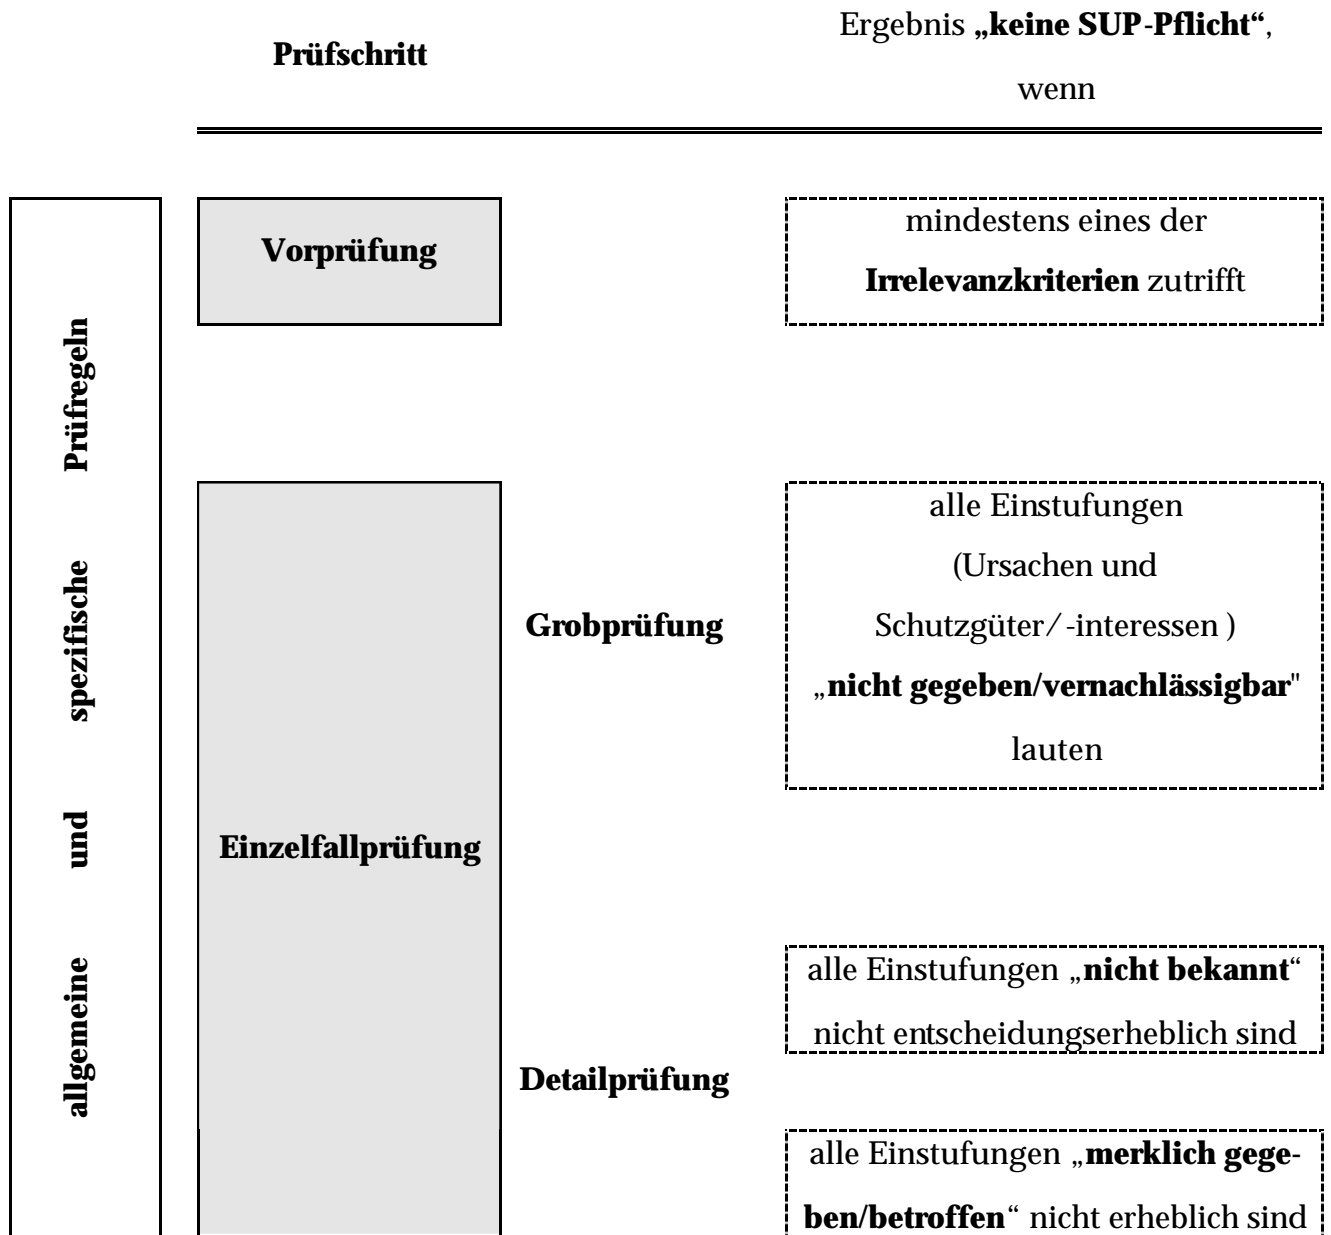 Prüfschritt
Ergebnis „keine SUP-Pflicht“,
wenn
allgemeine und spezifische Prüfregeln
Vorprüfung
mindestens eines der
Irrelevanzkriterien zutrifft
Einzelfallprüfung
Grobprüfung
alle Einstufungen
(Ursachen und
Schutzgüter/-interessen )
„nicht gegeben/vernachlässigbar"
lauten
Detailprüfung
alle Einstufungen „nicht bekannt“
nicht entscheidungserheblich sind
alle Einstufungen „merklich gege-
ben/betroffen“ nicht erheblich sind